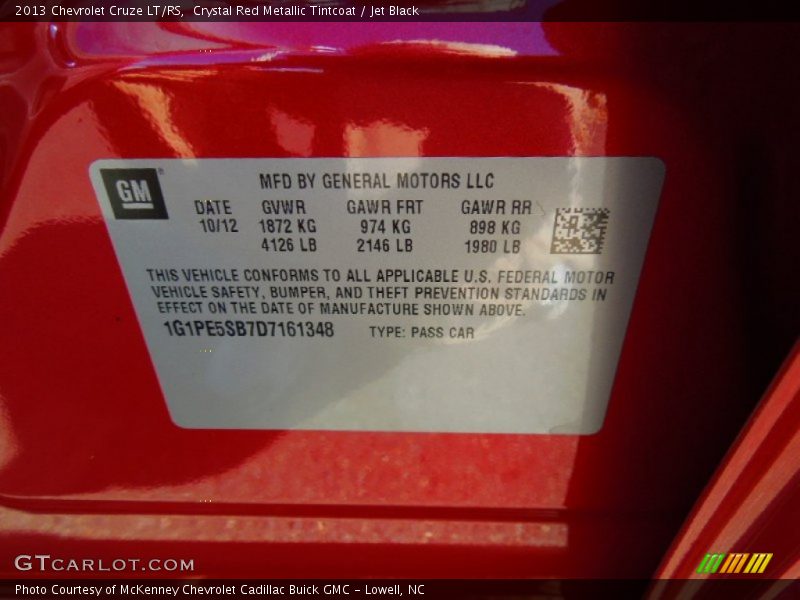 2013 Chevrolet Cruze LT/RS, Crystal Red Metallic Tintcoat / Jet Black
GM
MFD BY GENERAL MOTORS LLC
DATE GVWR GAWR FRT GAWR RR
10/12 1872 KG 974 KG 898 KG
4126 LB 2146 LB 1980 LB
THIS VEHICLE CONFORMS TO ALL APPLICABLE U.S. FEDERAL MOTOR
VEHICLE SAFETY, BUMPER, AND THEFT PREVENTION STANDARDS IN
EFFECT ON THE DATE OF MANUFACTURE SHOWN ABOVE.
1G1PE5SB7D7161348 TYPE: PASS CAR
GTCARLOT.COM
Photo Courtesy of McKenney Chevrolet Cadillac Buick GMC - Lowell, NC